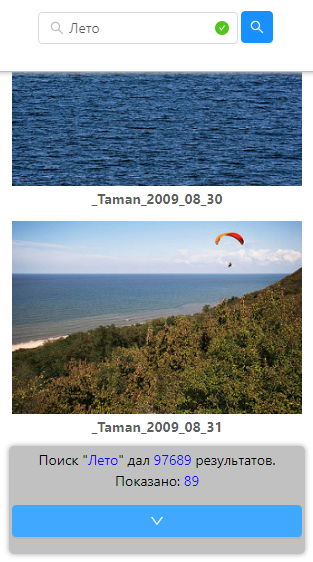 Лето
_Taman_2009_08_30
_Taman_2009_08_31
Поиск "Лето" дал 97689 результатов.
Показано: 89